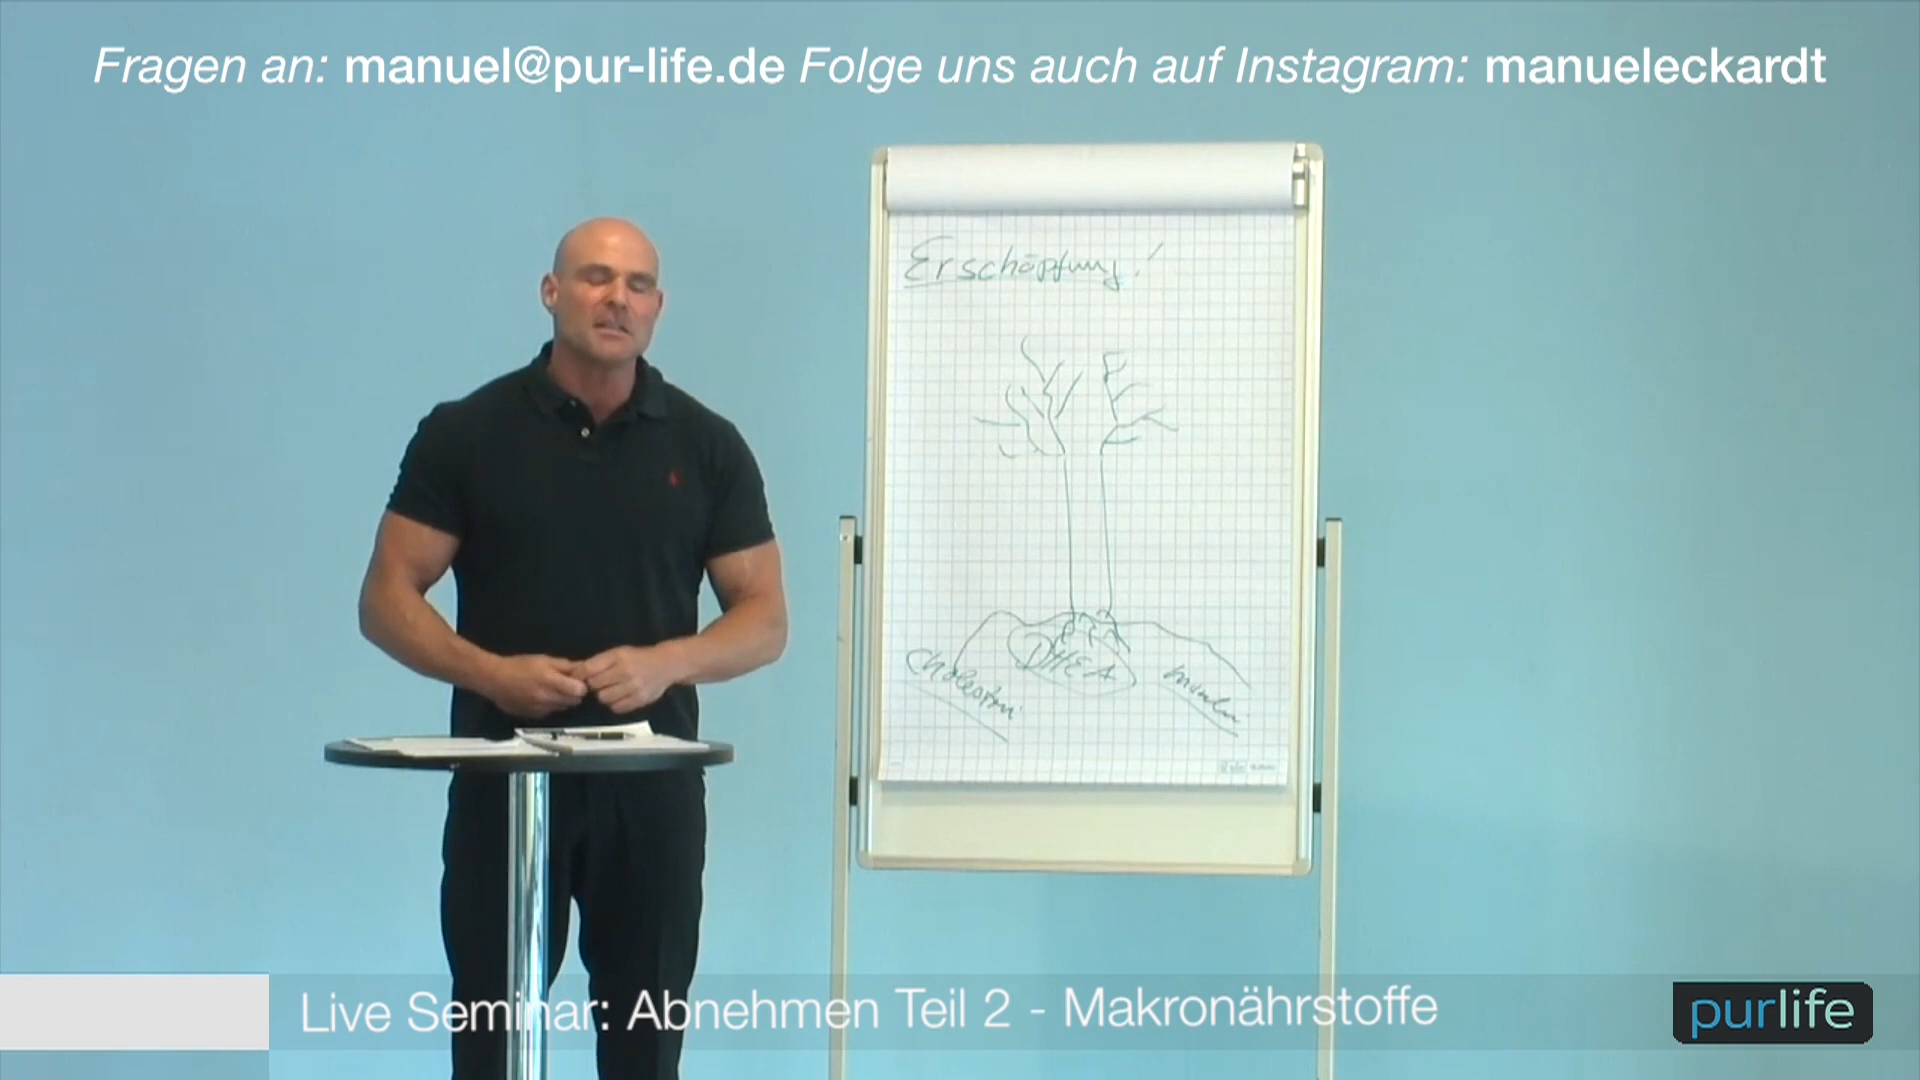 Fragen an: manuel@pur-life.de Folge uns auch auf Instagram: manueleckardt
Erschöpfung!
DHEA
Live Seminar: Abnehmen Teil 2 - Makronährstoffe
purlife